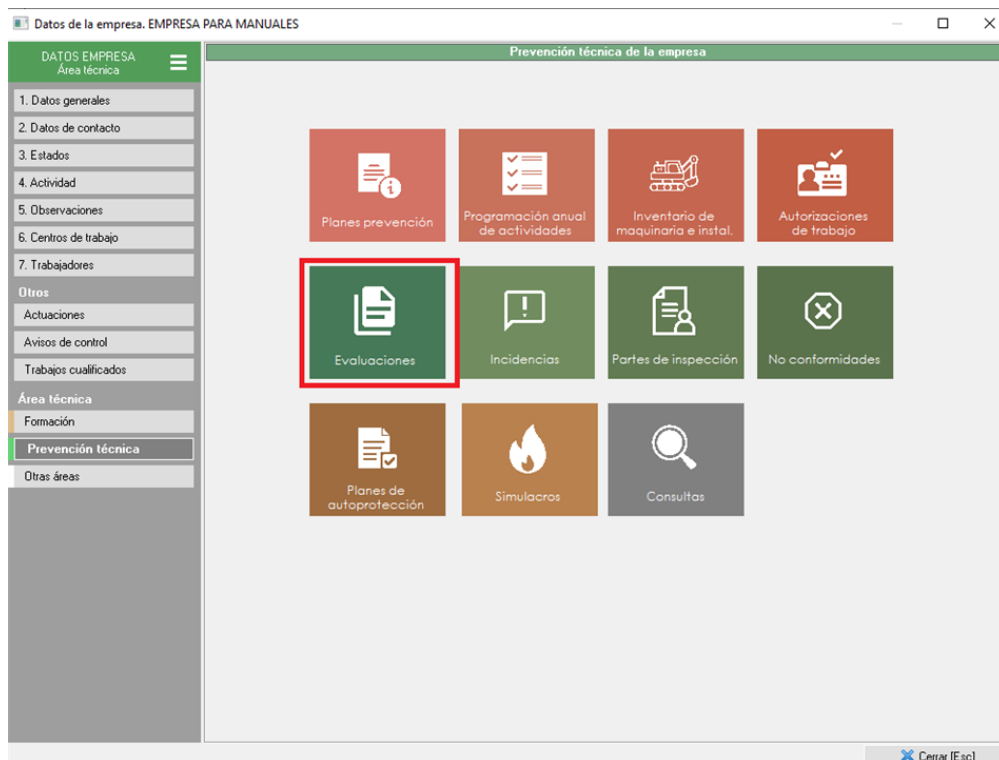 Datos de la empresa. EMPRESA PARA MANUALES
DATOS EMPRESA
Área técnica
1. Datos generales
2. Datos de contacto
3. Estados
4. Actividad
5. Observaciones
6. Centros de trabajo
7. Trabajadores
Otros
Actuaciones
Avisos de control
Trabajos cualificados
Área técnica
Formación
Prevención técnica
Otras áreas
Prevención técnica de la empresa
Planes prevención
Programación anual
de actividades
Inventario de
maquinaria e instal.
Autorizaciones
de trabajo
Evaluaciones
Incidencias
Partes de inspección
No conformidades
Planes de
autoprotección
Simulacros
Consultas
Cerrar [Esc]